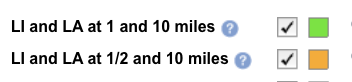 LI and LA at 1 and 10 miles ?
LI and LA at 1/2 and 10 miles ?